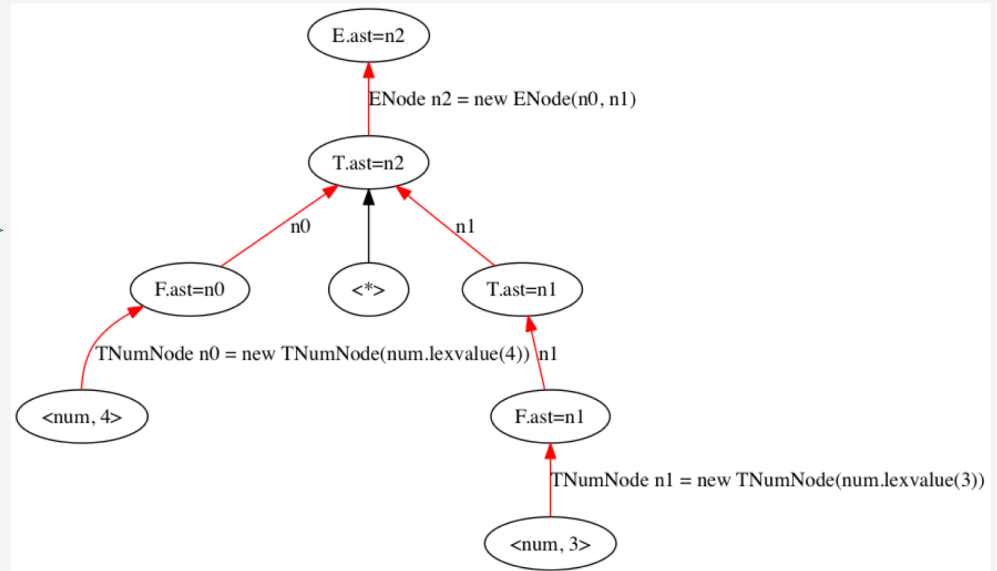 E.ast=n2
ENode n2 = new ENode(n0, n1)
T.ast=n2
n0
n1
F.ast=n0
<*>
T.ast=n1
TNumNode n0 = new TNumNode(num.lexvalue(4))
n1
<num, 4>
F.ast=n1
TNumNode n1 = new TNumNode(num.lexvalue(3))
<num, 3>